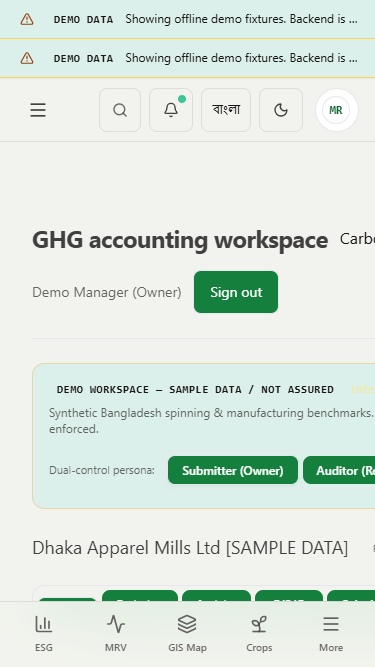 DEMO DATA Showing offline demo fixtures. Backend is ...
DEMO DATA Showing offline demo fixtures. Backend is ...
বাংলা
MR
GHG accounting workspace Carbo
Demo Manager (Owner) Sign out
DEMO WORKSPACE — SAMPLE DATA / NOT ASSURED
Synthetic Bangladesh spinning & manufacturing benchmarks.
enforced.
Dual-control persona: Submitter (Owner) Auditor (Re
Dhaka Apparel Mills Ltd [SAMPLE DATA]
ESG MRV GIS Map Crops More